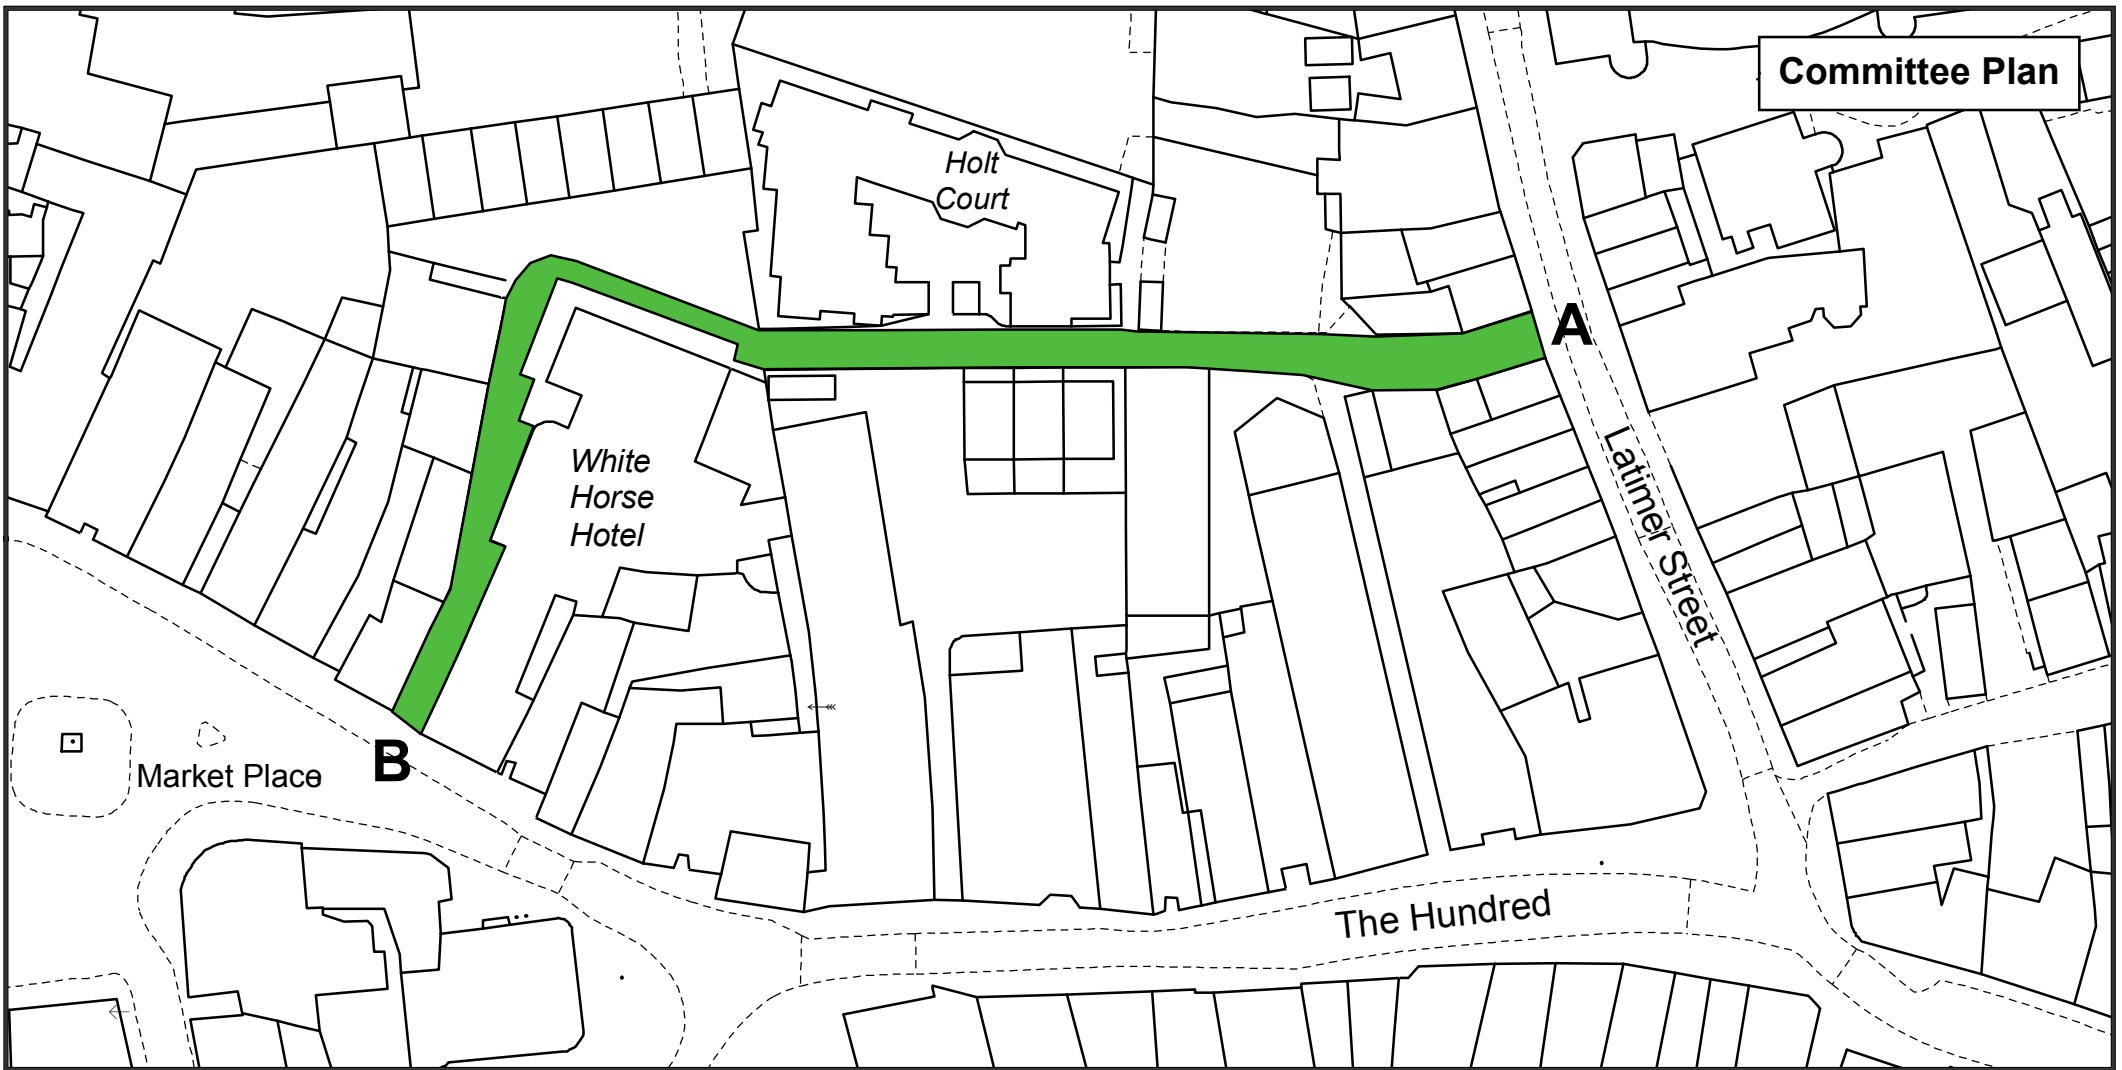 Committee Plan
Holt
Court
A
Latimer Street
White
Horse
Hotel
B
Market Place
The Hundred